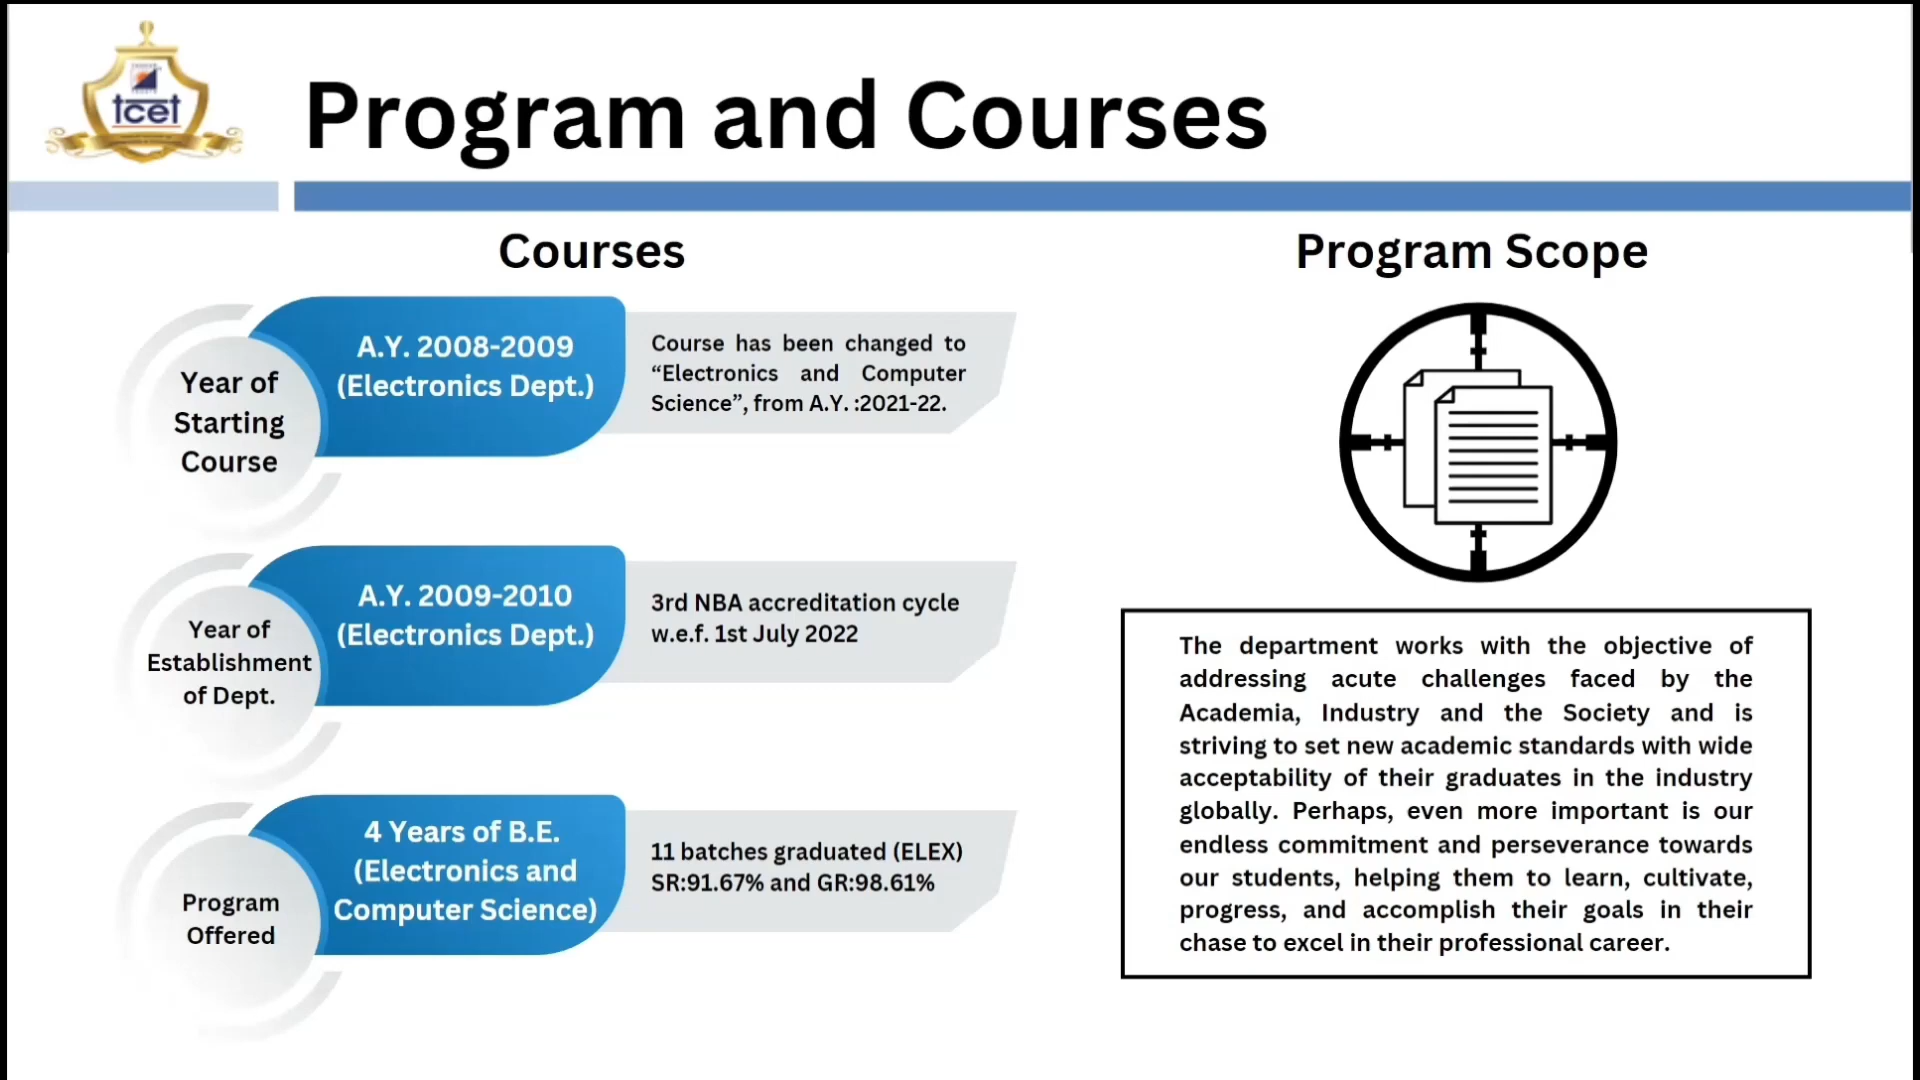 tcet
Program and Courses
Courses
Year of
Starting
Course
A.Y. 2008-2009
(Electronics Dept.)
Course has been changed to
“Electronics and Computer
Science”, from A.Y. :2021-22.
Year of
Establishment
of Dept.
A.Y. 2009-2010
(Electronics Dept.)
3rd NBA accreditation cycle
w.e.f. 1st July 2022
Program
Offered
4 Years of B.E.
(Electronics and
Computer Science)
11 batches graduated (ELEX)
SR:91.67% and GR:98.61%
Program Scope
The department works with the objective of
addressing acute challenges faced by the
Academia, Industry and the Society and is
striving to set new academic standards with wide
acceptability of their graduates in the industry
globally. Perhaps, even more important is our
endless commitment and perseverance towards
our students, helping them to learn, cultivate,
progress, and accomplish their goals in their
chase to excel in their professional career.